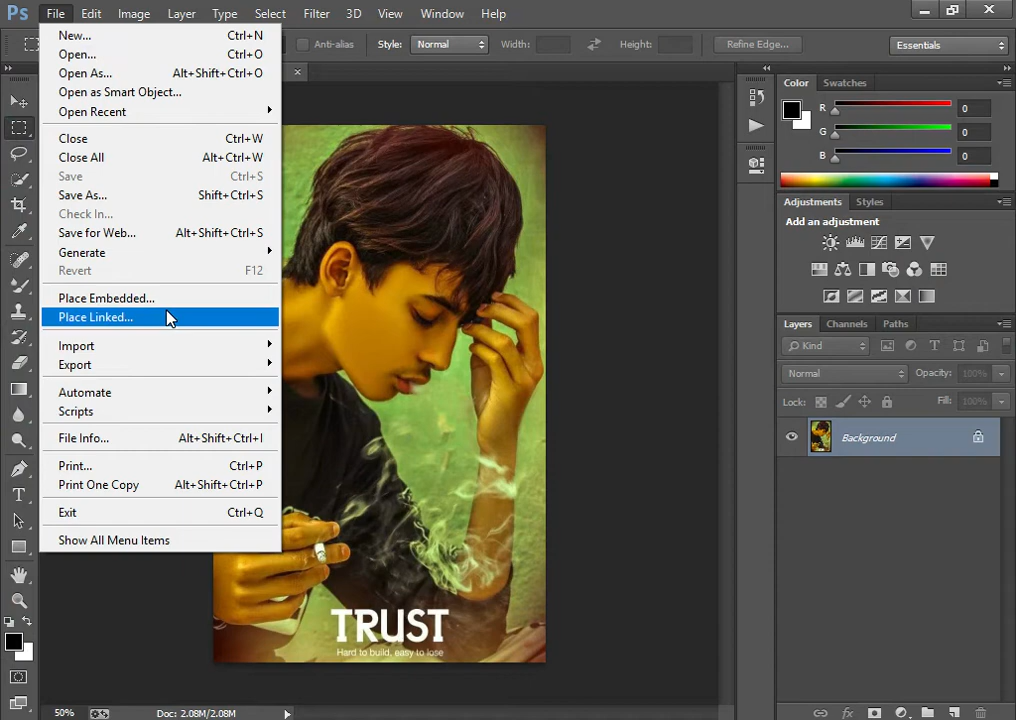 Ps File Edit Image Layer Type Select Filter 3D View Window Help
Anti-alias Style: Normal Width: Height: Refine Edge... Essentials
New... Ctrl+N
Open... Ctrl+O
Open As... Alt+Shift+Ctrl+O
Open as Smart Object...
Open Recent
Close Ctrl+W
Close All Alt+Ctrl+W
Save Ctrl+S
Save As... Shift+Ctrl+S
Check In...
Save for Web... Alt+Shift+Ctrl+S
Generate
Revert F12
Place Embedded...
Place Linked...
Import
Export
Automate
Scripts
File Info... Alt+Shift+Ctrl+I
Print... Ctrl+P
Print One Copy Alt+Shift+Ctrl+P
Exit Ctrl+Q
Show All Menu Items
TRUST
Hard to build, easy to lose
50% Doc: 2.08M/2.08M
Color Swatches
R 0
G 0
B 0
Adjustments Styles
Add an adjustment
Layers Channels Paths
Kind
Normal Opacity: 100%
Lock: Fill: 100%
Background
fx